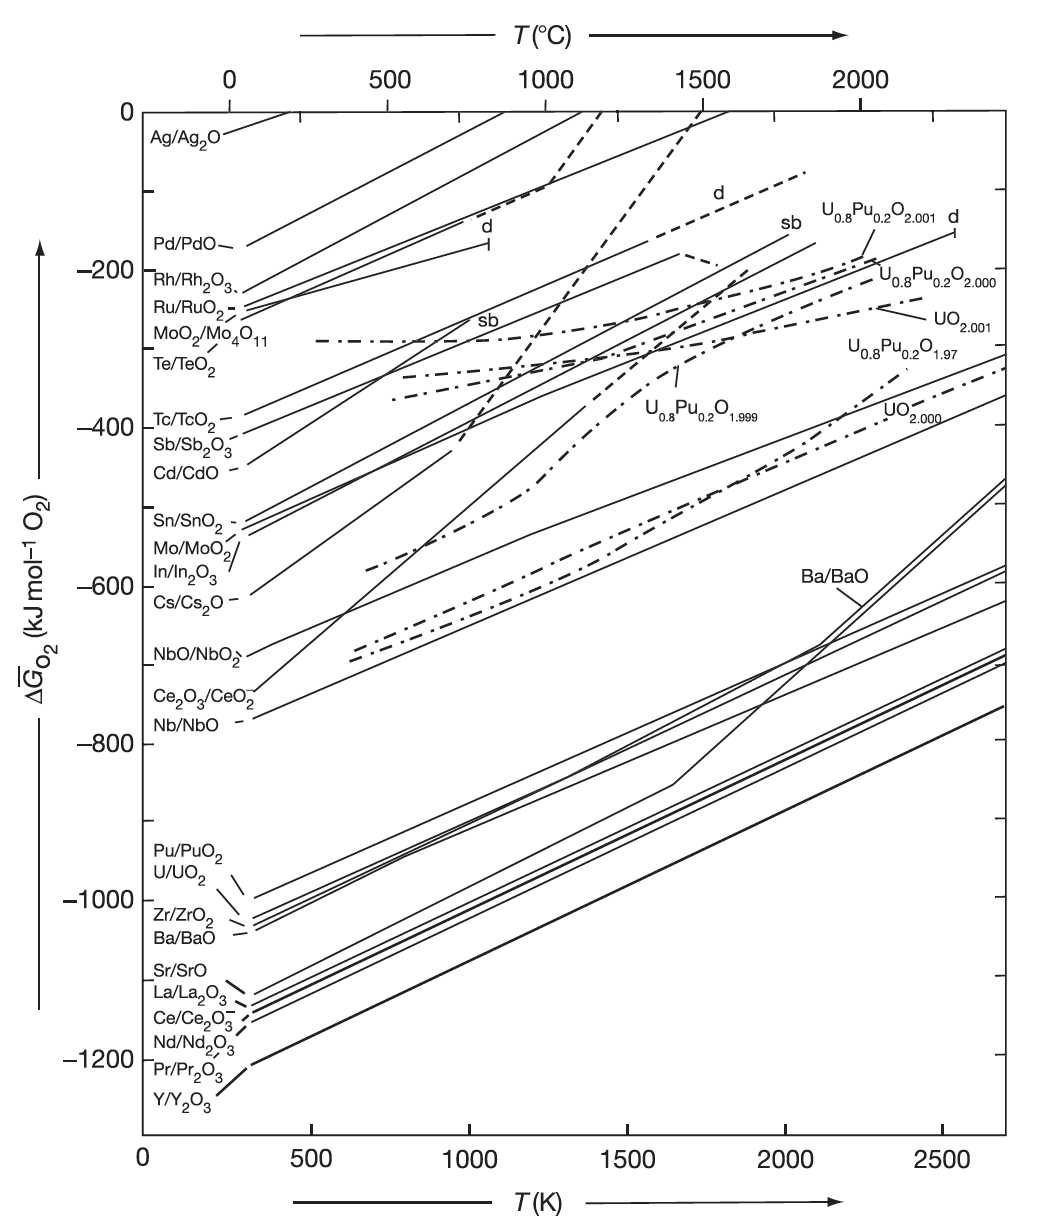 T (°C)
0 500 1000 1500 2000
0
Ag/Ag₂O
d
U₀.₈Pu₀.₂O₂.₀₀₁
d
sb
Pd/PdO
d
–200
Rh/Rh₂O₃
U₀.₈Pu₀.₂O₂.₀₀₀
Ru/RuO₂
sb
UO₂.₀₀₁
MoO₂/Mo₄O₁₁
U₀.₈Pu₀.₂O₁.₉₇
Te/TeO₂
U₀.₈Pu₀.₂O₁.₉₉₉
UO₂.₀₀₀
Tc/TcO₂
–400
Sb/Sb₂O₃
Cd/CdO
Sn/SnO₂
Mo/MoO₂
In/In₂O₃
–600
Cs/Cs₂O
Ba/BaO
NbO/NbO₂
Ce₂O₃/CeO₂
Nb/NbO
–800
Pu/PuO₂
U/UO₂
–1000
Zr/ZrO₂
Ba/BaO
Sr/SrO
La/La₂O₃
Ce/Ce₂O₃
Nd/Nd₂O₃
–1200
Pr/Pr₂O₃
Y/Y₂O₃
ΔG̅O₂ (kJ mol⁻¹ O₂)
0 500 1000 1500 2000 2500
T (K)